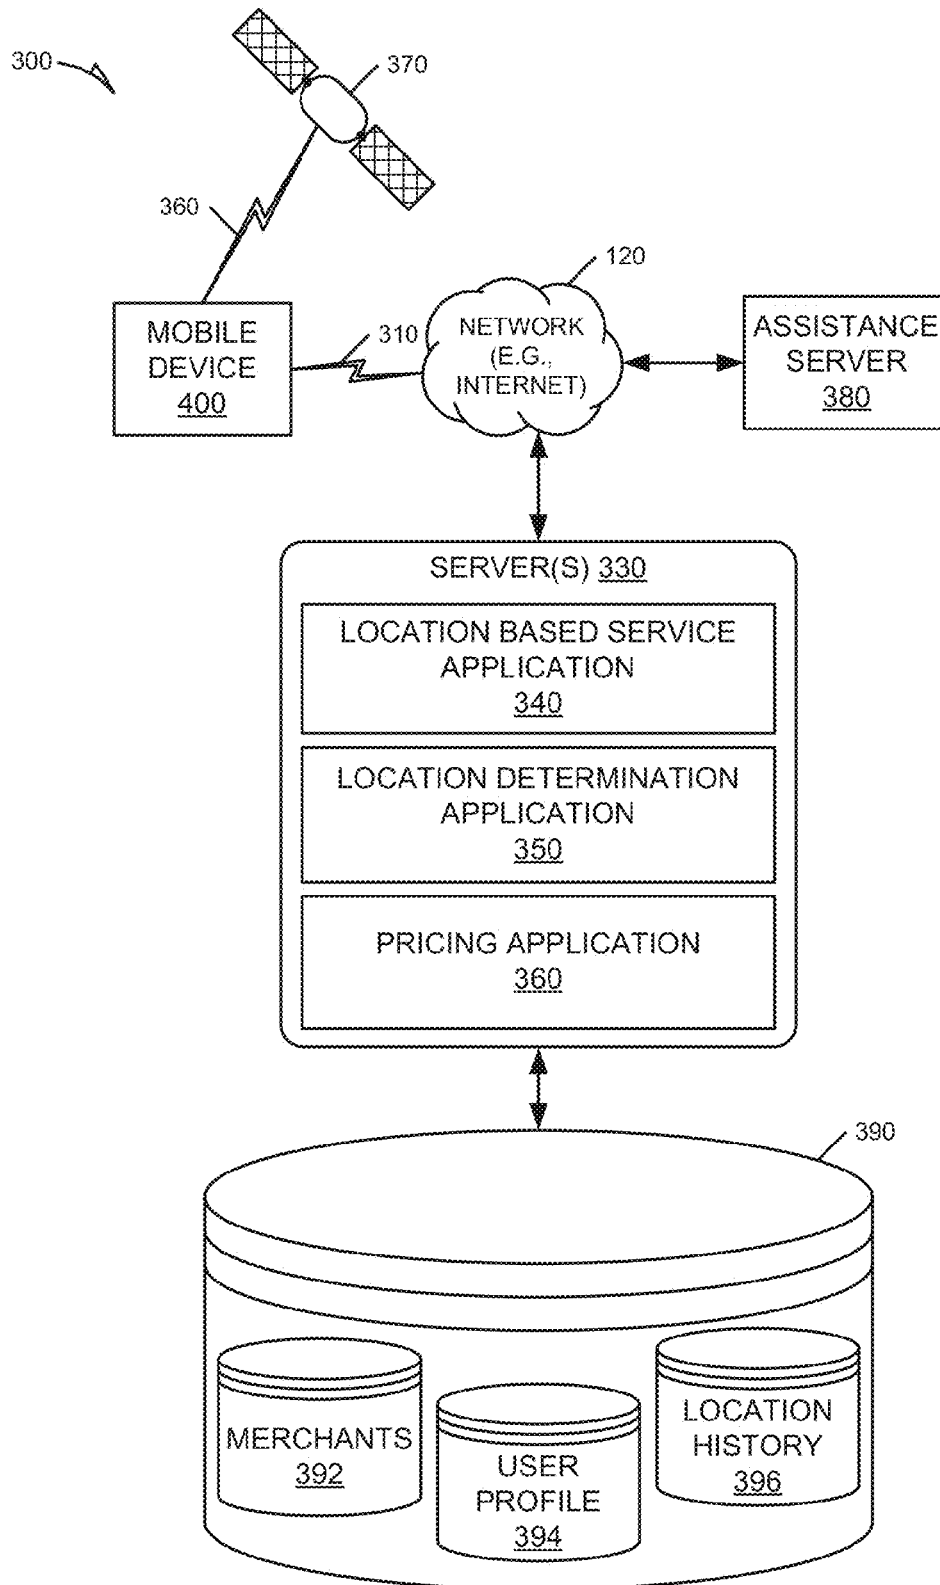 300
370
360
120
MOBILE
DEVICE
400
310
NETWORK
(E.G.,
INTERNET)
ASSISTANCE
SERVER
380
SERVER(S) 330
LOCATION BASED SERVICE
APPLICATION
340
LOCATION DETERMINATION
APPLICATION
350
PRICING APPLICATION
360
390
MERCHANTS
392
USER
PROFILE
394
LOCATION
HISTORY
396